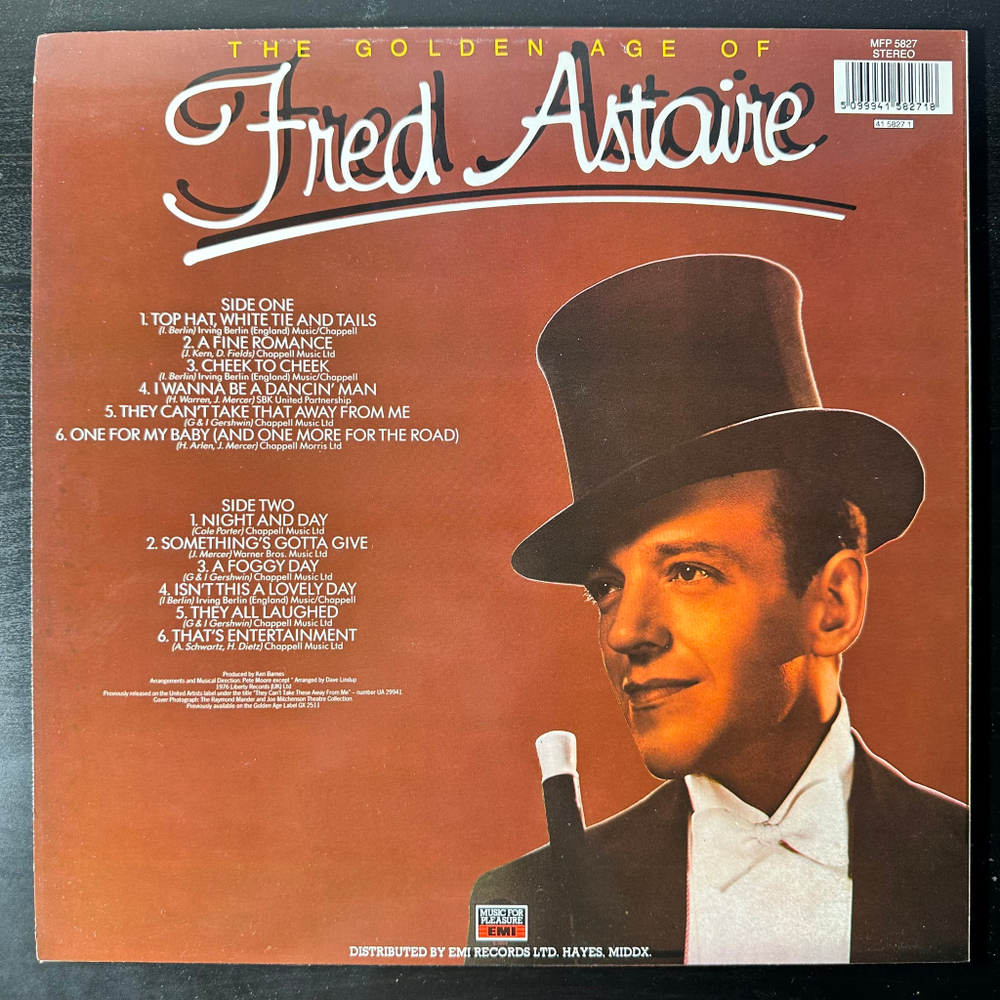 THE GOLDEN AGE OF
Fred Astaire
MFP 5827
STEREO
5 099941 582718
41 5827 1
SIDE ONE
1. TOP HAT, WHITE TIE AND TAILS
(I. Berlin) Irving Berlin (England) Music/Chappell
2. A FINE ROMANCE
(J. Kern, D. Fields) Chappell Music Ltd
3. CHEEK TO CHEEK
(I. Berlin) Irving Berlin (England) Music/Chappell
4. I WANNA BE A DANCIN' MAN
(H. Warren, J. Mercer) SBK United Partnership
5. THEY CAN'T TAKE THAT AWAY FROM ME
(G & I Gershwin) Chappell Music Ltd
6. ONE FOR MY BABY (AND ONE MORE FOR THE ROAD)
(H. Arlen, J. Mercer) Chappell Morris Ltd
SIDE TWO
1. NIGHT AND DAY
(Cole Porter) Chappell Music Ltd
2. SOMETHING'S GOTTA GIVE
(J. Mercer) Warner Bros. Music Ltd
3. A FOGGY DAY
(G & I Gershwin) Chappell Music Ltd
4. ISN'T THIS A LOVELY DAY
(I Berlin) Irving Berlin (England) Music/Chappell
5. THEY ALL LAUGHED
(G & I Gershwin) Chappell Music Ltd
6. THAT'S ENTERTAINMENT
(A. Schwartz, H. Dietz) Chappell Music Ltd
Produced by Ken Barnes
Arrangements and Musical Direction: Pete Moore except * Arranged by Dave Lindup
1976 Liberty Records (UK) Ltd
Previously released on the United Artists label under the title "They Can't Take These Away From Me" – number UA 29941.
Cover Photograph: The Raymond Mander and Joe Mitchenson Theatre Collection.
Previously available on the Golden Age Label GX 2511
MUSIC FOR
PLEASURE
EMI
DISTRIBUTED BY EMI RECORDS LTD. HAYES, MIDDX.